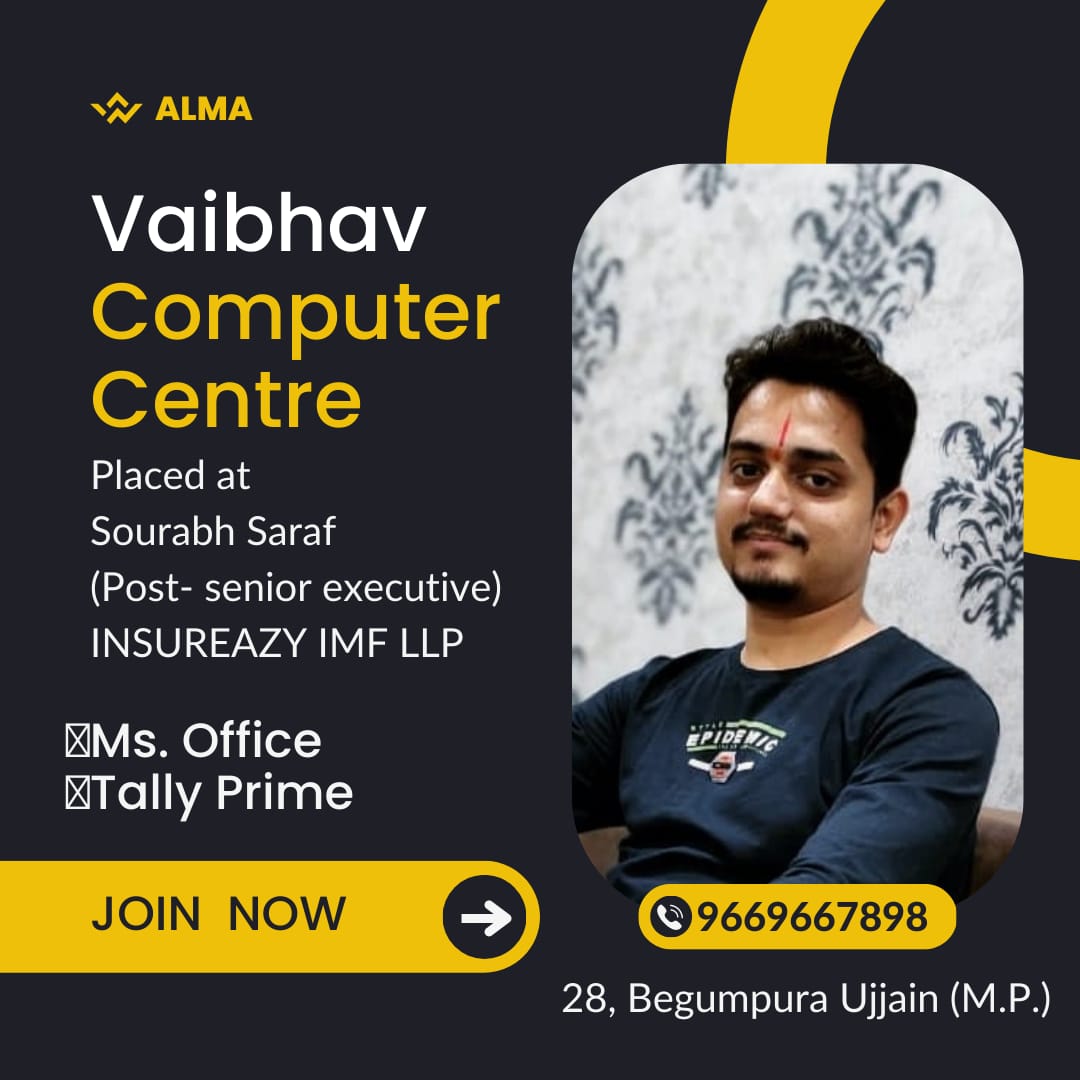 ALMA
Vaibhav
Computer
Centre
Placed at
Sourabh Saraf
(Post- senior executive)
INSUREAZY IMF LLP
Ms. Office
Tally Prime
JOIN NOW
EPIDEMIC
9669667898
28, Begumpura Ujjain (M.P.)